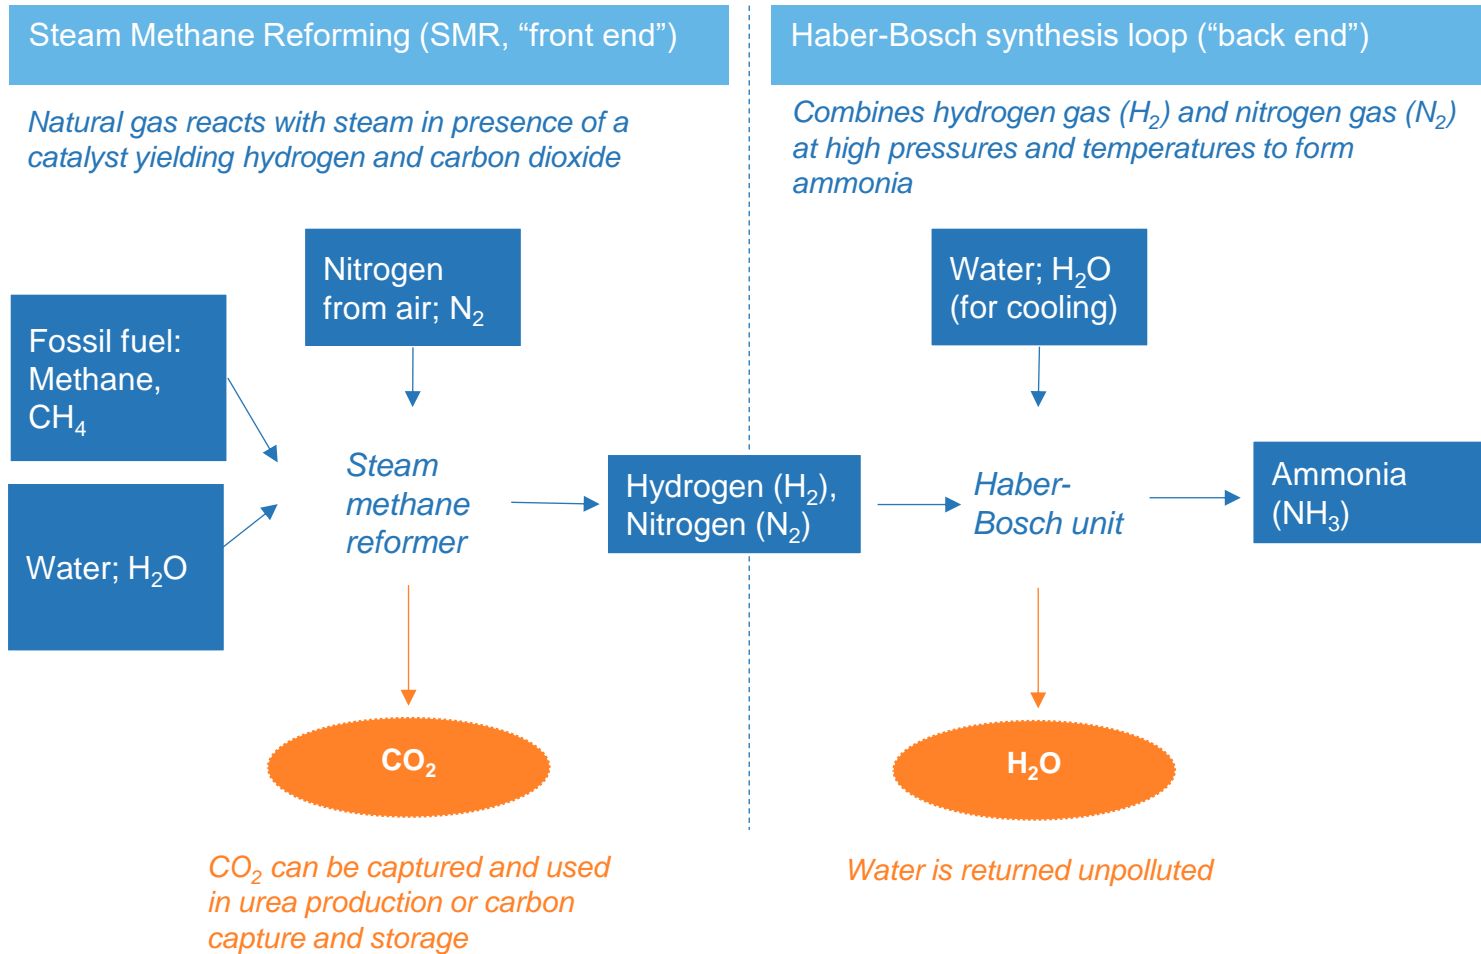 Steam Methane Reforming (SMR, “front end”)
Natural gas reacts with steam in presence of a
catalyst yielding hydrogen and carbon dioxide
Nitrogen
from air; N₂
Fossil fuel:
Methane,
CH₄
Water; H₂O
Steam
methane
reformer
Hydrogen (H₂),
Nitrogen (N₂)
CO₂
CO₂ can be captured and used
in urea production or carbon
capture and storage
Haber-Bosch synthesis loop (“back end”)
Combines hydrogen gas (H₂) and nitrogen gas (N₂)
at high pressures and temperatures to form
ammonia
Water; H₂O
(for cooling)
Haber-
Bosch unit
Ammonia
(NH₃)
H₂O
Water is returned unpolluted